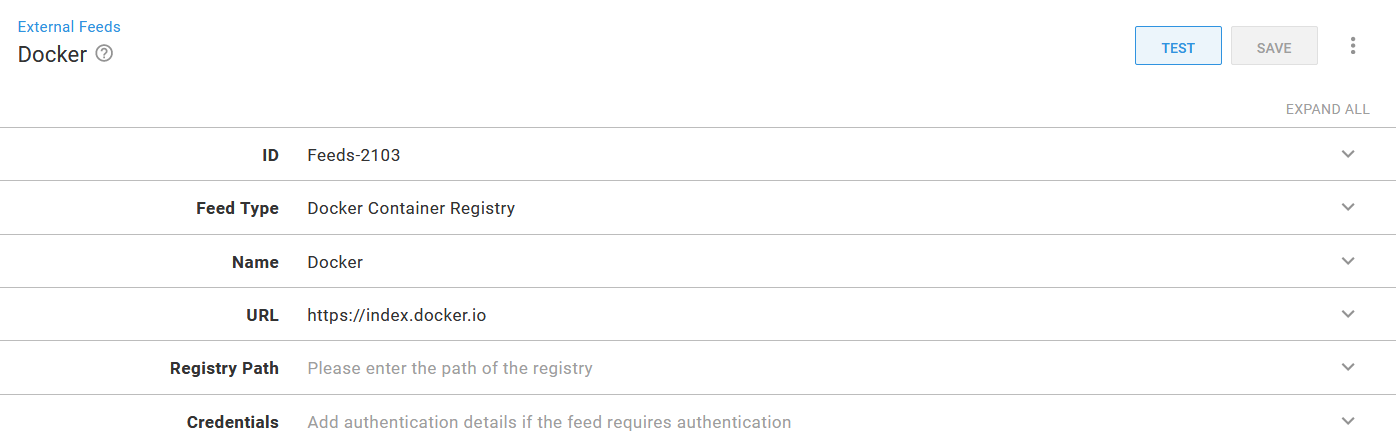 External Feeds
Docker
TEST
SAVE
EXPAND ALL
ID Feeds-2103
Feed Type Docker Container Registry
Name Docker
URL https://index.docker.io
Registry Path Please enter the path of the registry
Credentials Add authentication details if the feed requires authentication